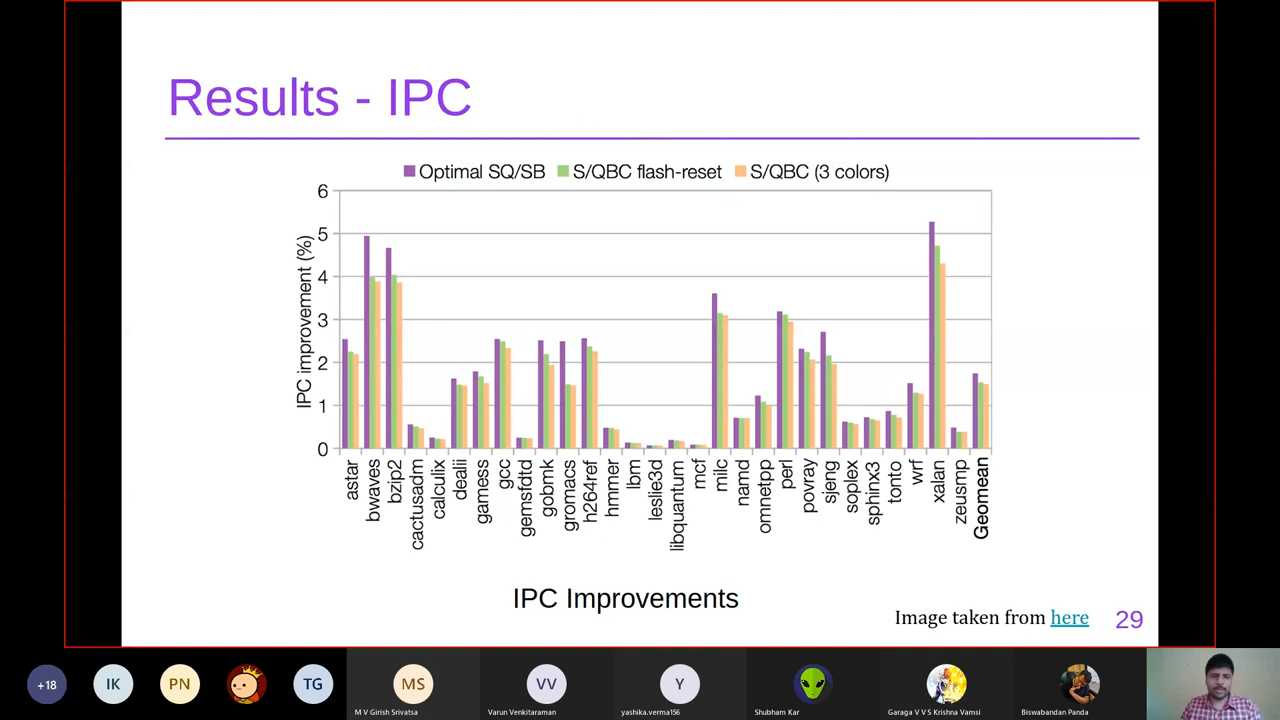 Results - IPC
Optimal SQ/SB S/QBC flash-reset S/QBC (3 colors)
6
5
4
3
2
1
0
IPC improvement (%)
astar
bwaves
bzip2
cactusadm
calculix
dealii
gamess
gcc
gemsfdtd
gobmk
gromacs
h264ref
hmmer
lbm
leslie3d
libquantum
mcf
milc
namd
omnetpp
perl
povray
sjeng
soplex
sphinx3
tonto
wrf
xalan
zeusmp
Geomean
IPC Improvements
Image taken from here
29
+18
IK
PN
TG
MS
VV
Y
M V Girish Srivatsa
Varun Venkitaraman
yashika.verma156
Shubham Kar
Garaga V V S Krishna Vamsi
Biswabandan Panda